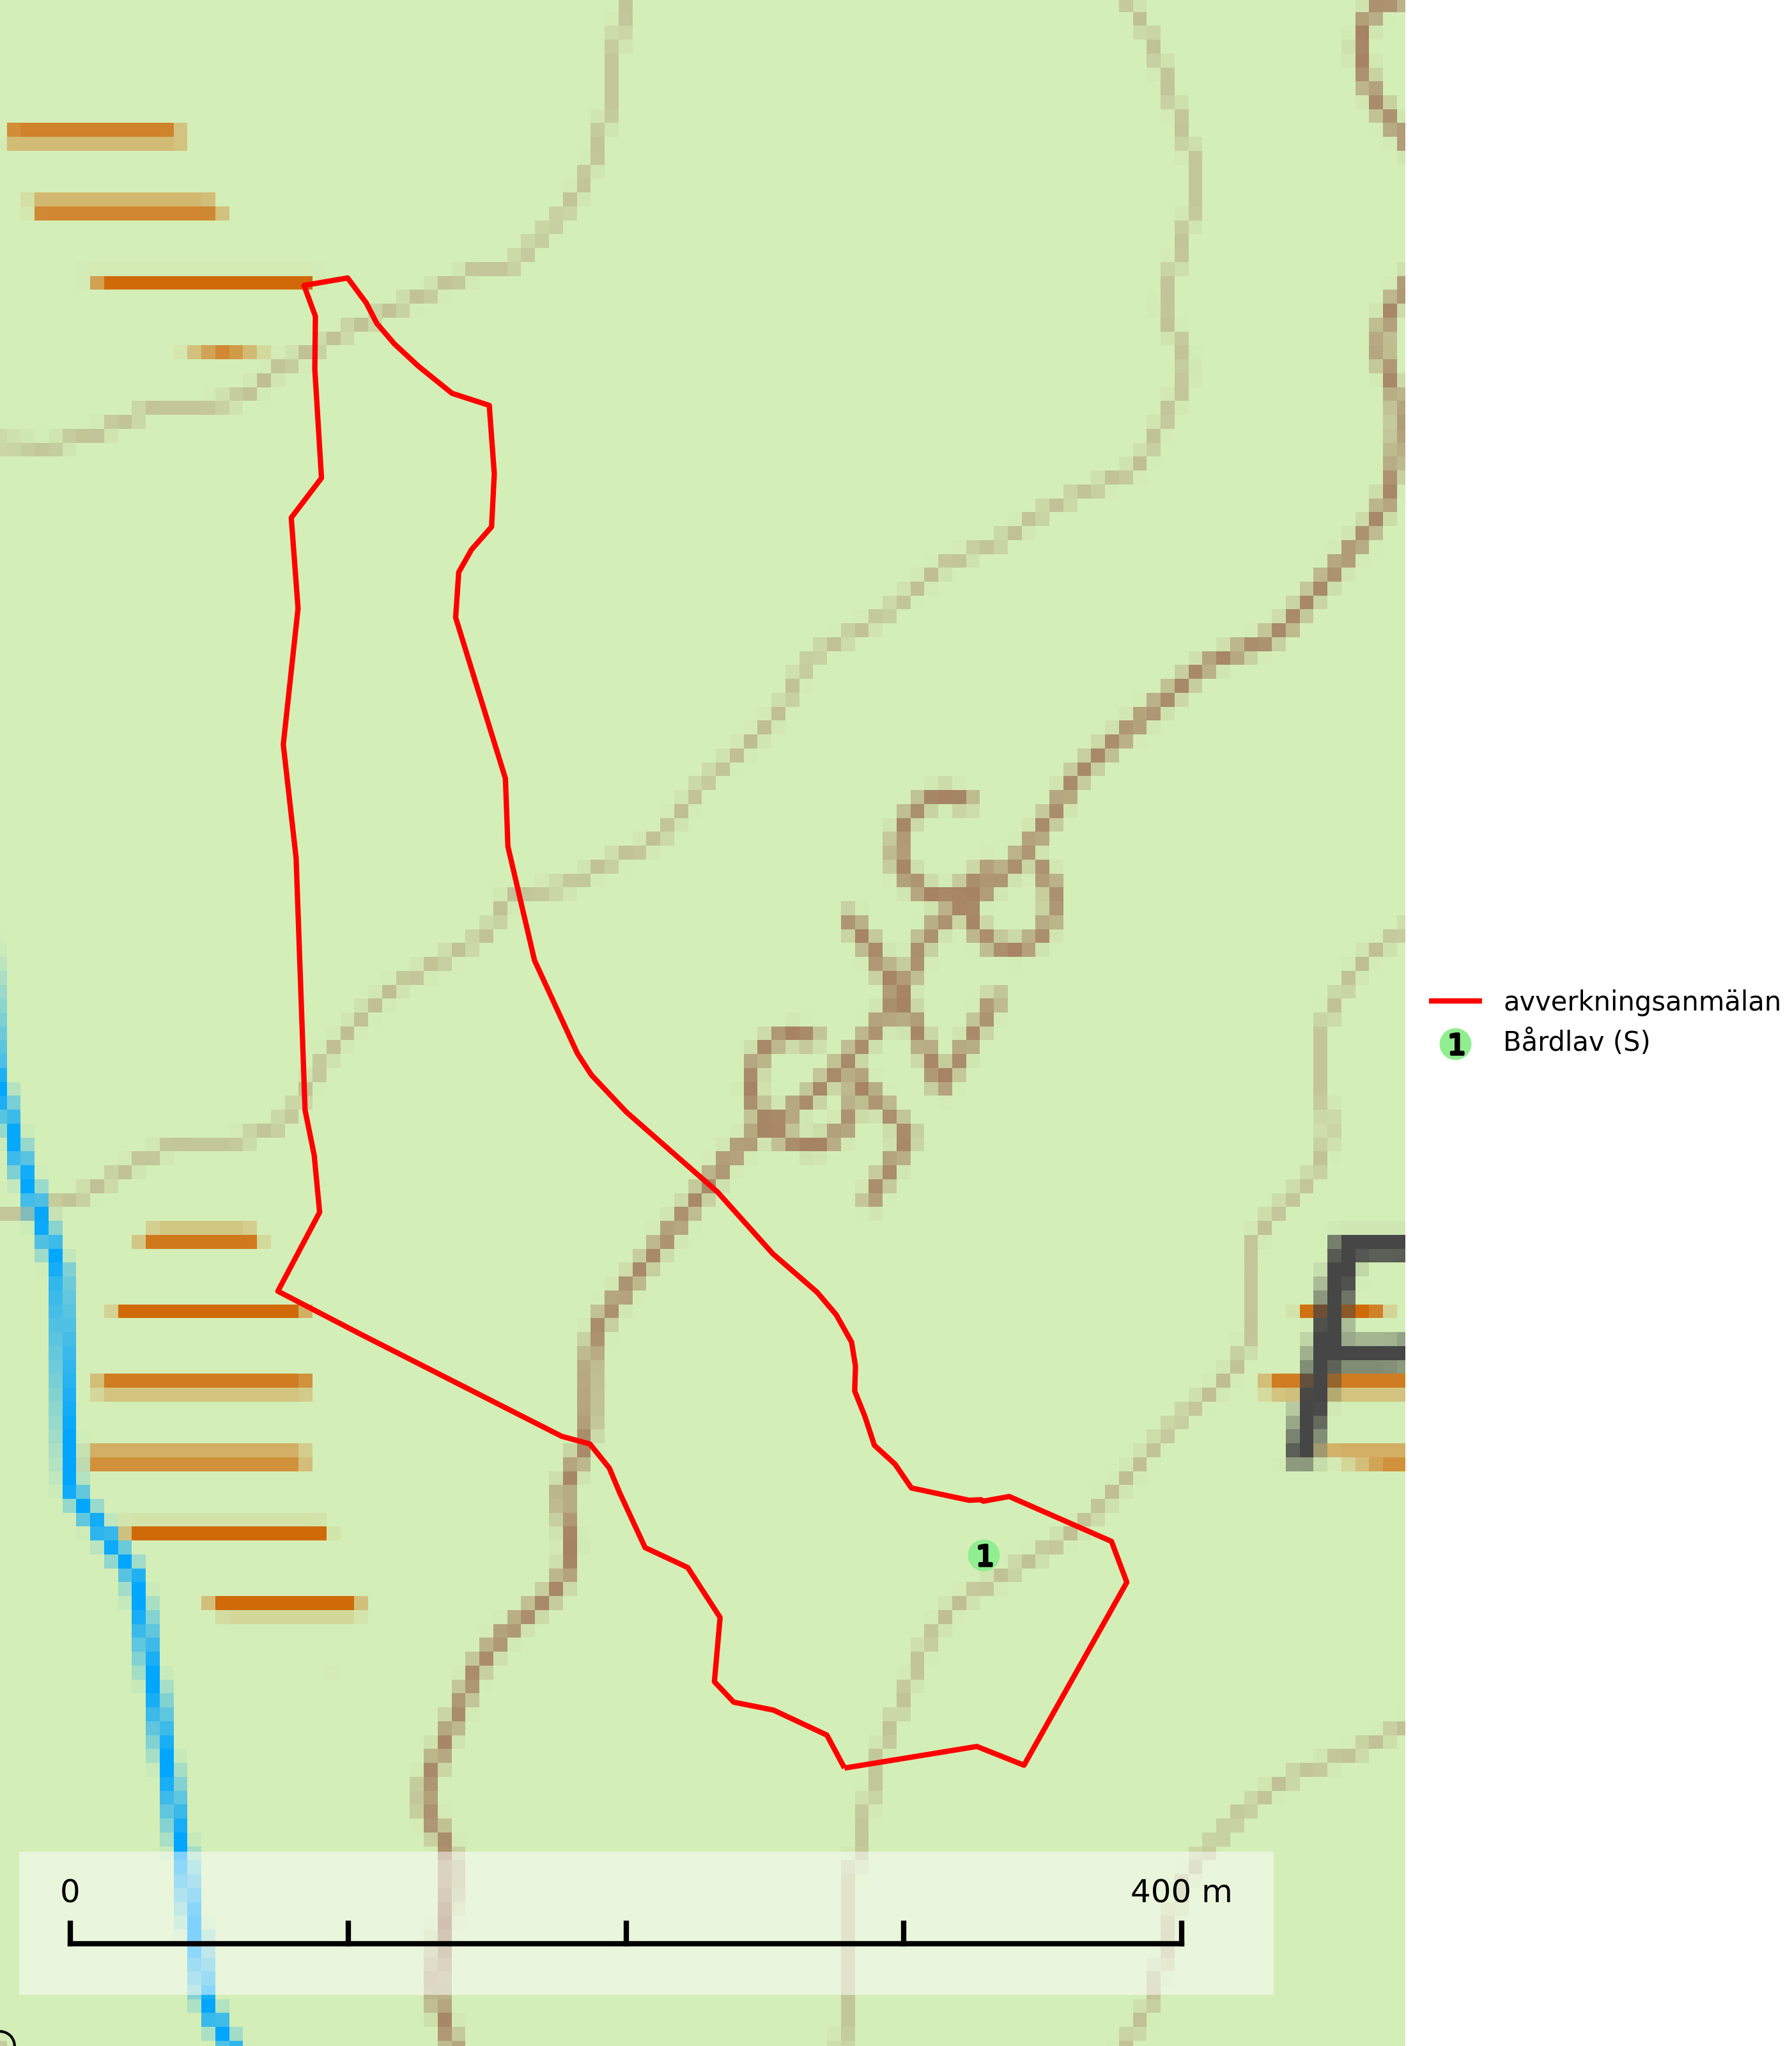 avverkningsanmälan
1 Bårdlav (S)
1
0 400 m